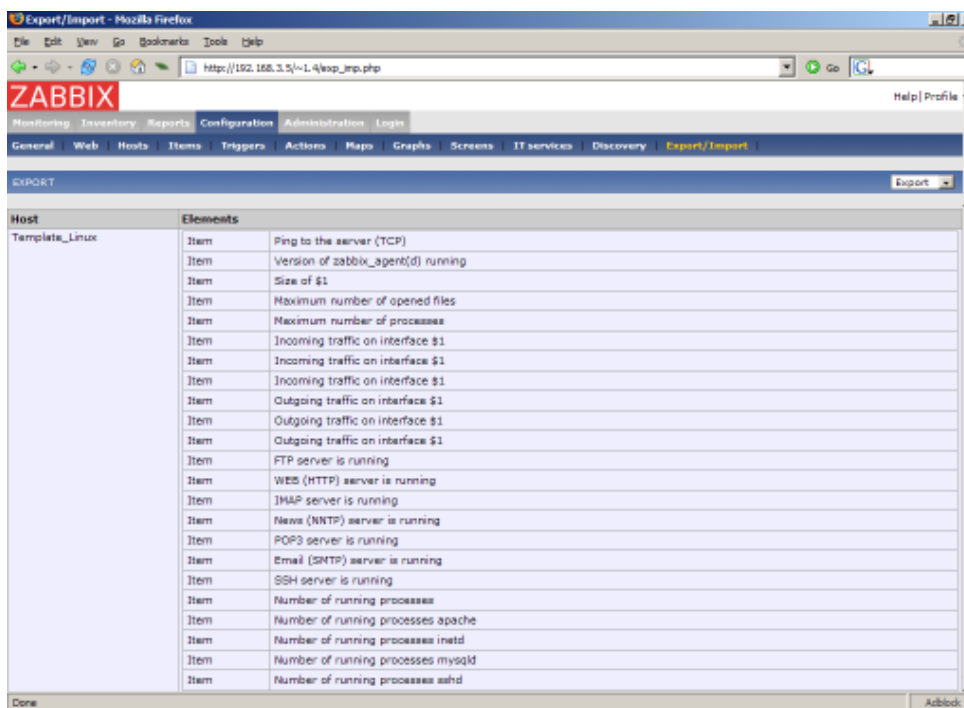 Export/Import - Mozilla Firefox
File Edit View Go Bookmarks Tools Help
http://192.168.3.5/~1.4/exp_imp.php Go
ZABBIX Help|Profile
Monitoring Inventory Reports Configuration Administration Login
General | Web | Hosts | Items | Triggers | Actions | Maps | Graphs | Screens | IT services | Discovery | Export/Import |
EXPORT Export
Host Elements
Template_Linux Item Ping to the server (TCP)
Item Version of zabbix_agent(d) running
Item Size of $1
Item Maximum number of opened files
Item Maximum number of processes
Item Incoming traffic on interface $1
Item Incoming traffic on interface $1
Item Incoming traffic on interface $1
Item Outgoing traffic on interface $1
Item Outgoing traffic on interface $1
Item Outgoing traffic on interface $1
Item FTP server is running
Item WEB (HTTP) server is running
Item IMAP server is running
Item News (NNTP) server is running
Item POP3 server is running
Item Email (SMTP) server is running
Item SSH server is running
Item Number of running processes
Item Number of running processes apache
Item Number of running processes inetd
Item Number of running processes mysqld
Item Number of running processes sshd
Done Adblock